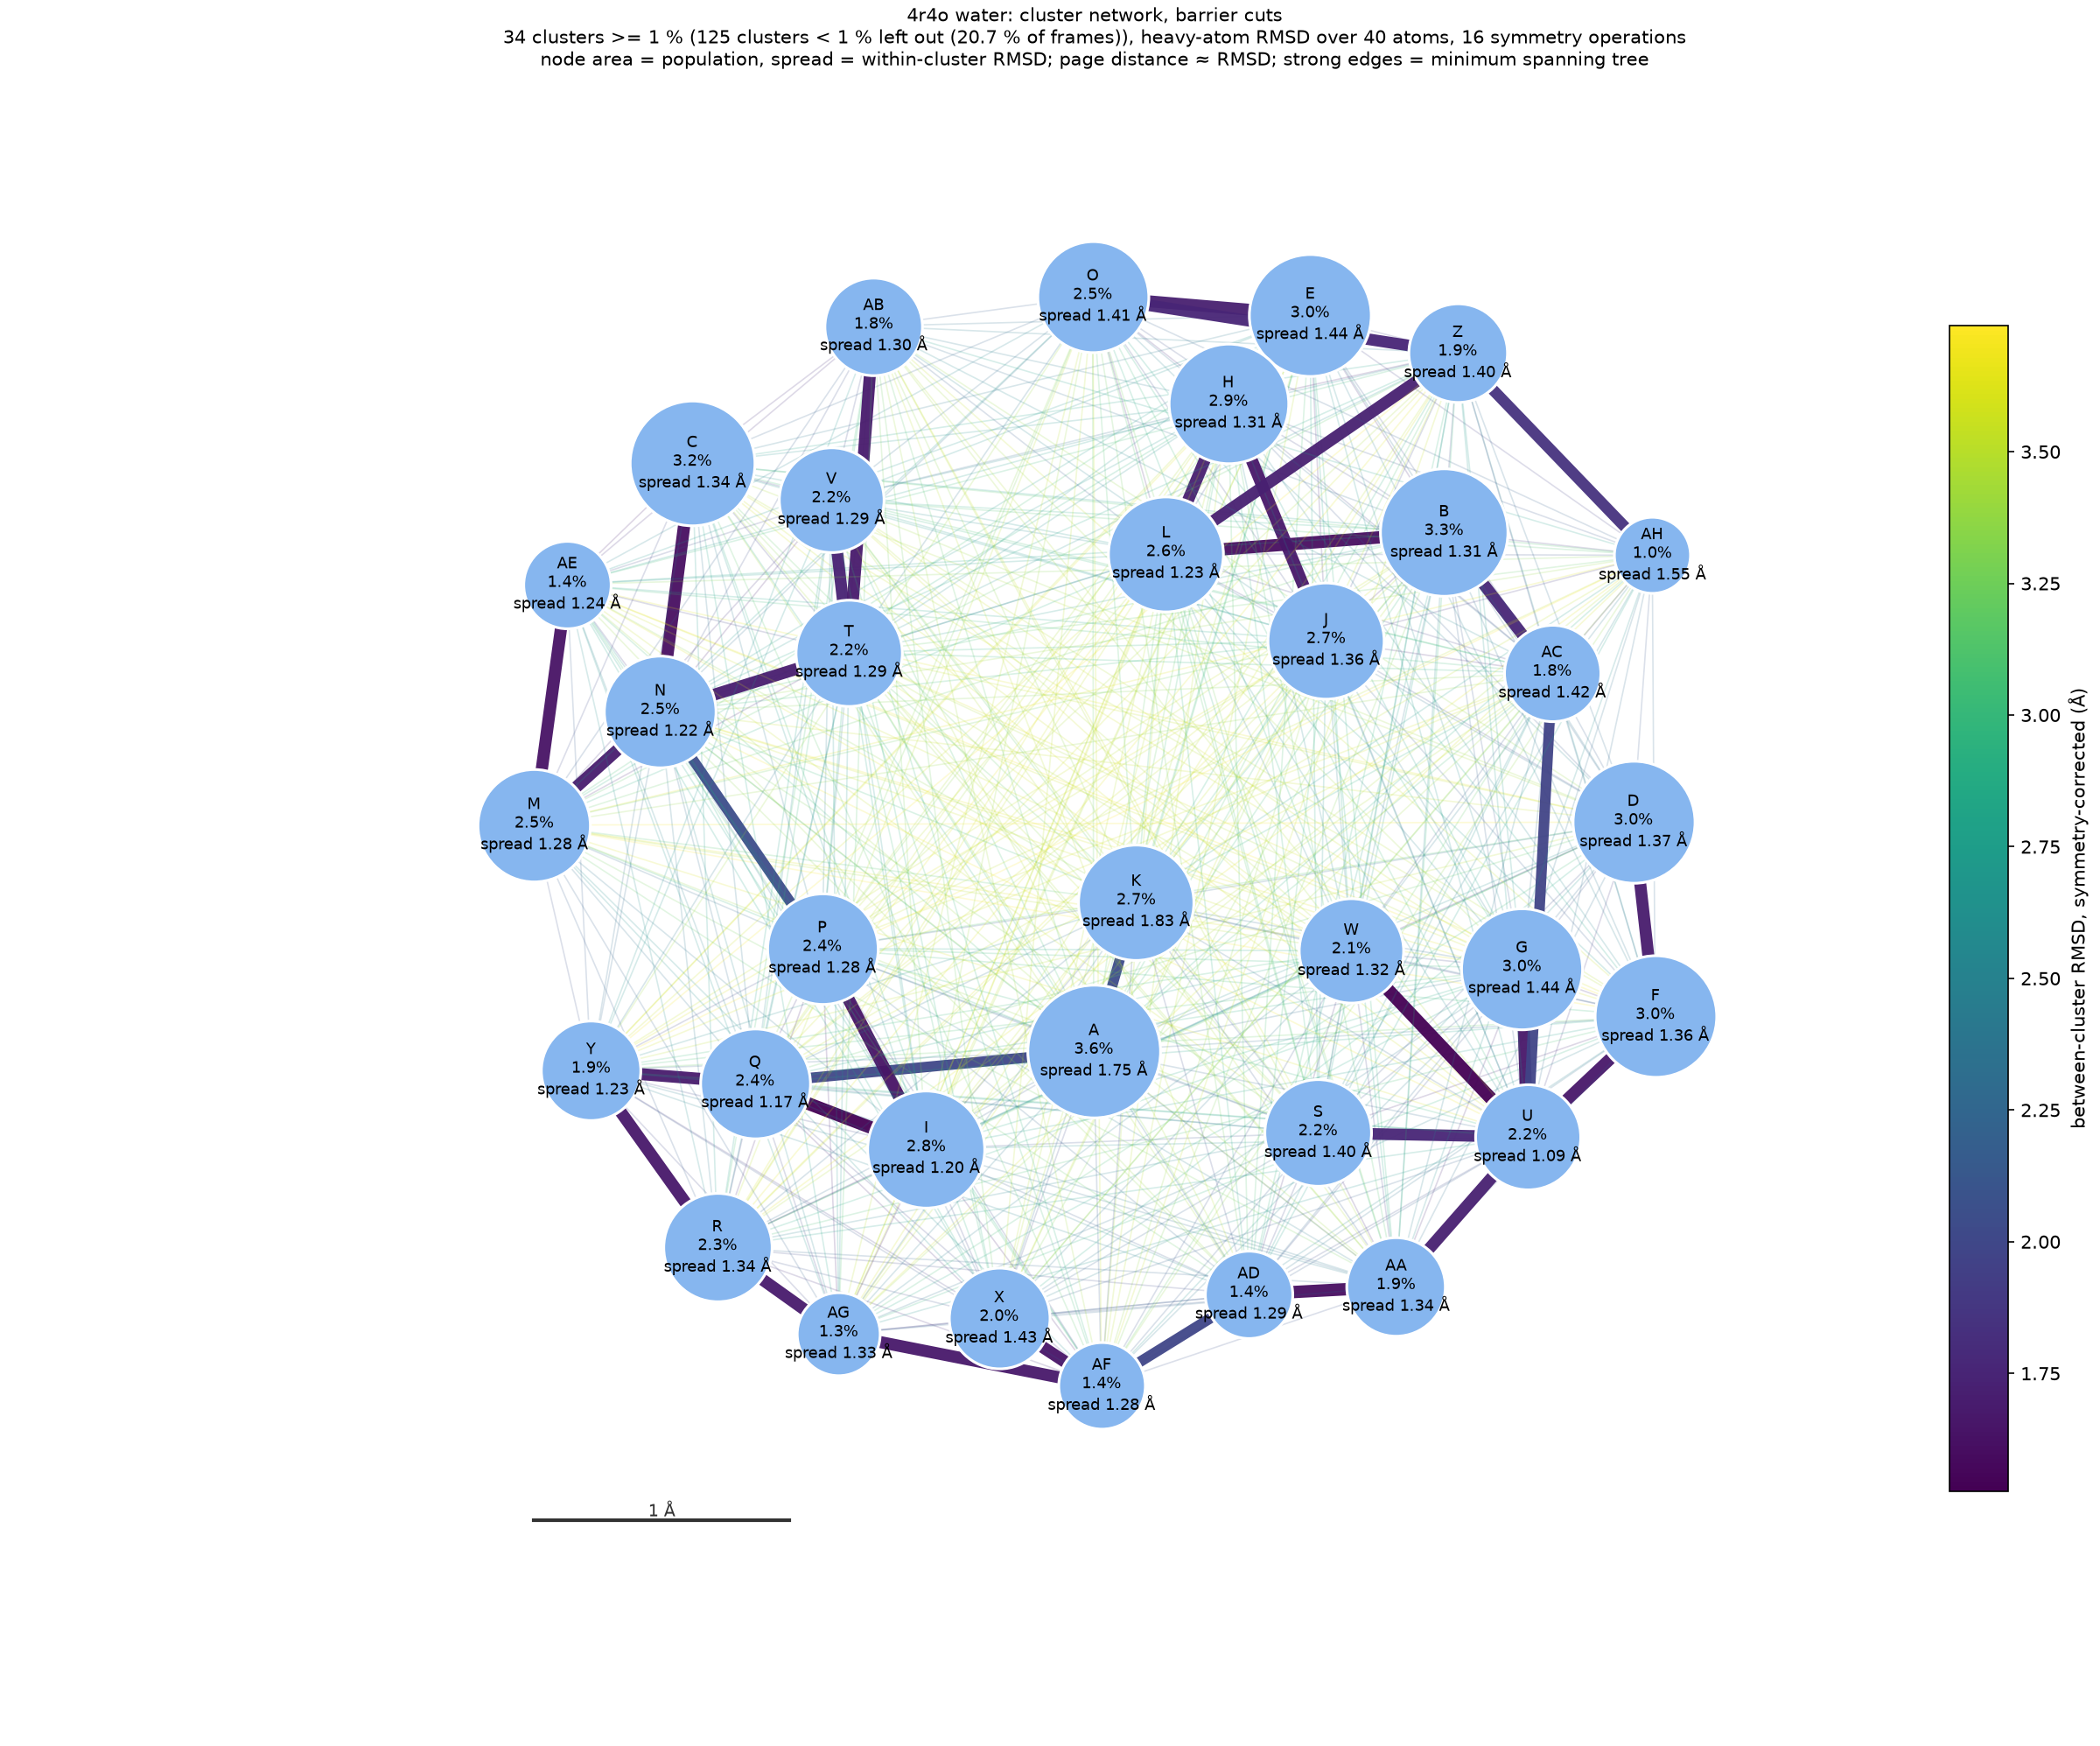 4r4o water: cluster network, barrier cuts
34 clusters >= 1 % (125 clusters < 1 % left out (20.7 % of frames)), heavy-atom RMSD over 40 atoms, 16 symmetry operations
node area = population, spread = within-cluster RMSD; page distance ≈ RMSD; strong edges = minimum spanning tree
O
2.5%
spread 1.41 Å
E
3.0%
spread 1.44 Å
AB
1.8%
spread 1.30 Å
Z
1.9%
spread 1.40 Å
H
2.9%
spread 1.31 Å
C
3.2%
spread 1.34 Å
V
2.2%
spread 1.29 Å
B
3.3%
spread 1.31 Å
L
2.6%
spread 1.23 Å
AH
1.0%
spread 1.55 Å
AE
1.4%
spread 1.24 Å
J
2.7%
spread 1.36 Å
T
2.2%
spread 1.29 Å
AC
1.8%
spread 1.42 Å
N
2.5%
spread 1.22 Å
M
2.5%
spread 1.28 Å
D
3.0%
spread 1.37 Å
K
2.7%
spread 1.83 Å
P
2.4%
spread 1.28 Å
W
2.1%
spread 1.32 Å
G
3.0%
spread 1.44 Å
F
3.0%
spread 1.36 Å
A
3.6%
spread 1.75 Å
Y
1.9%
spread 1.23 Å
Q
2.4%
spread 1.17 Å
S
2.2%
spread 1.40 Å
U
2.2%
spread 1.09 Å
I
2.8%
spread 1.20 Å
R
2.3%
spread 1.34 Å
AD
1.4%
spread 1.29 Å
AA
1.9%
spread 1.34 Å
X
2.0%
spread 1.43 Å
AG
1.3%
spread 1.33 Å
AF
1.4%
spread 1.28 Å
1 Å
3.50
3.25
3.00
2.75
2.50
2.25
2.00
1.75
between-cluster RMSD, symmetry-corrected (Å)